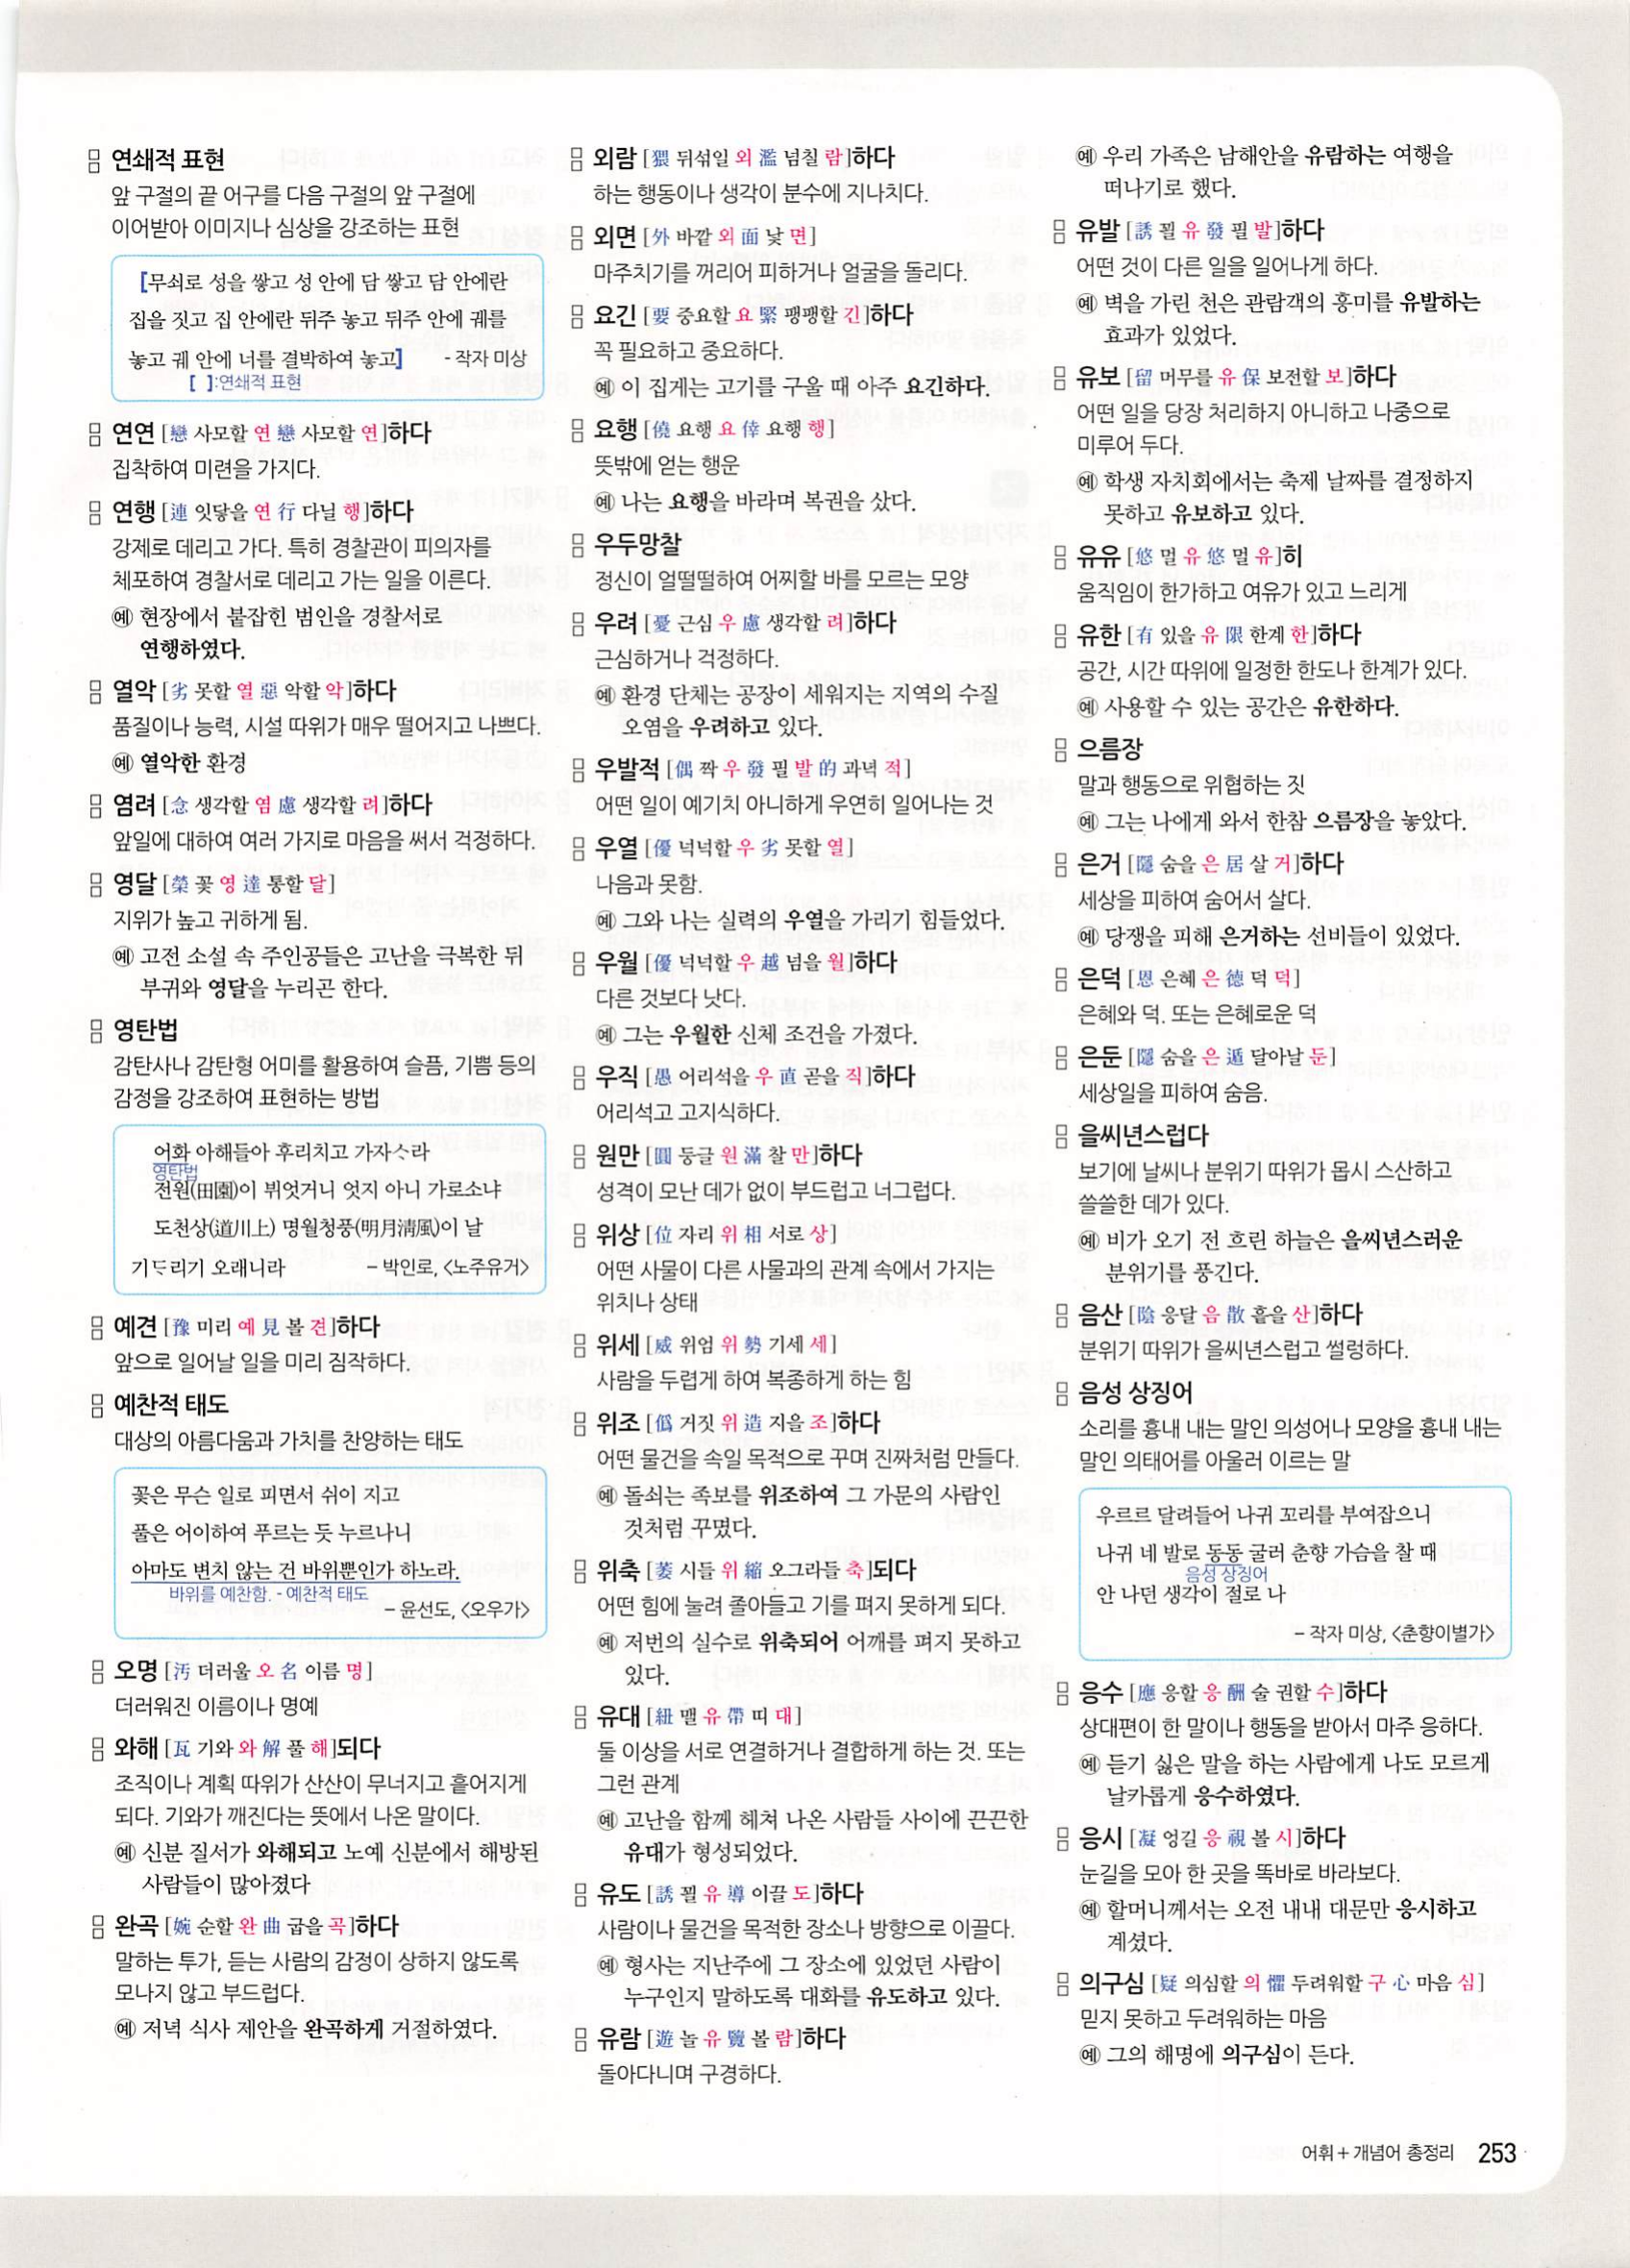 연쇄적 표현
앞 구절의 끝 어구를 다음 구절의 앞 구절에
이어받아 이미지나 심상을 강조하는 표현
[무쇠로 성을 쌓고 성 안에 담 쌓고 담 안에란
집을 짓고 집 안에란 뒤주 놓고 뒤주 안에 궤를
놓고 궤 안에 너를 결박하여 놓고] - 작자 미상
[ ]:연쇄적 표현
연연 [戀 사모할 연 戀 사모할 연]하다
집착하여 미련을 가지다.
연행 [連 잇닿을 연 行 다닐 행]하다
강제로 데리고 가다. 특히 경찰관이 피의자를
체포하여 경찰서로 데리고 가는 일을 이른다.
예 현장에서 붙잡힌 범인을 경찰서로
연행하였다.
열악 [劣 못할 열 惡 악할 악]하다
품질이나 능력, 시설 따위가 매우 떨어지고 나쁘다.
예 열악한 환경
염려 [念 생각할 염 慮 생각할 려]하다
앞일에 대하여 여러 가지로 마음을 써서 걱정하다.
영달 [榮 꽃 영 達 통할 달]
지위가 높고 귀하게 됨.
예 고전 소설 속 주인공들은 고난을 극복한 뒤
부귀와 영달을 누리곤 한다.
영탄법
감탄사나 감탄형 어미를 활용하여 슬픔, 기쁨 등의
감정을 강조하여 표현하는 방법
어화 아해들아 후리치고 가자ᄉ라
영탄법
전원(田園)이 뷔엇거니 엇지 아니 가로소냐
도천상(道川上) 명월청풍(明月淸風)이 날
기ᄃ리기 오래니라 - 박인로, <노주유거>
예견 [豫 미리 예 見 볼 견]하다
앞으로 일어날 일을 미리 짐작하다.
예찬적 태도
대상의 아름다움과 가치를 찬양하는 태도
꽃은 무슨 일로 피면서 쉬이 지고
풀은 어이하여 푸르는 듯 누르나니
아마도 변치 않는 건 바위뿐인가 하노라.
바위를 예찬함. - 예찬적 태도
- 윤선도, <오우가>
오명 [汚 더러울 오 名 이름 명]
더러워진 이름이나 명예
와해 [瓦 기와 와 解 풀 해]되다
조직이나 계획 따위가 산산이 무너지고 흩어지게
되다. 기와가 깨진다는 뜻에서 나온 말이다.
예 신분 질서가 와해되고 노예 신분에서 해방된
사람들이 많아졌다
완곡 [婉 순할 완 曲 굽을 곡]하다
말하는 투가, 듣는 사람의 감정이 상하지 않도록
모나지 않고 부드럽다.
예 저녁 식사 제안을 완곡하게 거절하였다.
외람 [猥 뒤섞일 외 濫 넘칠 람]하다
하는 행동이나 생각이 분수에 지나치다.
외면 [外 바깥 외 面 낯 면]
마주치기를 꺼리어 피하거나 얼굴을 돌리다.
요긴 [要 중요할 요 緊 팽팽할 긴]하다
꼭 필요하고 중요하다.
예 이 집게는 고기를 구울 때 아주 요긴하다.
요행 [僥 요행 요 倖 요행 행]
뜻밖에 얻는 행운
예 나는 요행을 바라며 복권을 샀다.
우두망찰
정신이 얼떨떨하여 어찌할 바를 모르는 모양
우려 [憂 근심 우 慮 생각할 려]하다
근심하거나 걱정하다.
예 환경 단체는 공장이 세워지는 지역의 수질
오염을 우려하고 있다.
우발적 [偶 짝 우 發 필 발 的 과녁 적]
어떤 일이 예기치 아니하게 우연히 일어나는 것
우열 [優 넉넉할 우 劣 못할 열]
나음과 못함.
예 그와 나는 실력의 우열을 가리기 힘들었다.
우월 [優 넉넉할 우 越 넘을 월]하다
다른 것보다 낫다.
예 그는 우월한 신체 조건을 가졌다.
우직 [愚 어리석을 우 直 곧을 직]하다
어리석고 고지식하다.
원만 [圓 둥글 원 滿 찰 만]하다
성격이 모난 데가 없이 부드럽고 너그럽다.
위상 [位 자리 위 相 서로 상]
어떤 사물이 다른 사물과의 관계 속에서 가지는
위치나 상태
위세 [威 위엄 위 勢 기세 세]
사람을 두렵게 하여 복종하게 하는 힘
위조 [僞 거짓 위 造 지을 조]하다
어떤 물건을 속일 목적으로 꾸며 진짜처럼 만들다.
예 돌쇠는 족보를 위조하여 그 가문의 사람인
것처럼 꾸몄다.
위축 [萎 시들 위 縮 오그라들 축]되다
어떤 힘에 눌려 졸아들고 기를 펴지 못하게 되다.
예 저번의 실수로 위축되어 어깨를 펴지 못하고
있다.
유대 [紐 맬 유 帶 띠 대]
둘 이상을 서로 연결하거나 결합하게 하는 것. 또는
그런 관계
예 고난을 함께 헤쳐 나온 사람들 사이에 끈끈한
유대가 형성되었다.
유도 [誘 꾈 유 導 이끌 도]하다
사람이나 물건을 목적한 장소나 방향으로 이끌다.
예 형사는 지난주에 그 장소에 있었던 사람이
누구인지 말하도록 대화를 유도하고 있다.
유람 [遊 놀 유 覽 볼 람]하다
돌아다니며 구경하다.
예 우리 가족은 남해안을 유람하는 여행을
떠나기로 했다.
유발 [誘 꾈 유 發 필 발]하다
어떤 것이 다른 일을 일어나게 하다.
예 벽을 가린 천은 관람객의 흥미를 유발하는
효과가 있었다.
유보 [留 머무를 유 保 보전할 보]하다
어떤 일을 당장 처리하지 아니하고 나중으로
미루어 두다.
예 학생 자치회에서는 축제 날짜를 결정하지
못하고 유보하고 있다.
유유 [悠 멀 유 悠 멀 유]히
움직임이 한가하고 여유가 있고 느리게
유한 [有 있을 유 限 한계 한]하다
공간, 시간 따위에 일정한 한도나 한계가 있다.
예 사용할 수 있는 공간은 유한하다.
으름장
말과 행동으로 위협하는 짓
예 그는 나에게 와서 한참 으름장을 놓았다.
은거 [隱 숨을 은 居 살 거]하다
세상을 피하여 숨어서 살다.
예 당쟁을 피해 은거하는 선비들이 있었다.
은덕 [恩 은혜 은 德 덕 덕]
은혜와 덕. 또는 은혜로운 덕
은둔 [隱 숨을 은 遁 달아날 둔]
세상일을 피하여 숨음.
을씨년스럽다
보기에 날씨나 분위기 따위가 몹시 스산하고
쓸쓸한 데가 있다.
예 비가 오기 전 흐린 하늘은 을씨년스러운
분위기를 풍긴다.
음산 [陰 응달 음 散 흩을 산]하다
분위기 따위가 을씨년스럽고 썰렁하다.
음성 상징어
소리를 흉내 내는 말인 의성어나 모양을 흉내 내는
말인 의태어를 아울러 이르는 말
우르르 달려들어 나귀 꼬리를 부여잡으니
나귀 네 발로 동동 굴러 춘향 가슴을 찰 때
음성 상징어
안 나던 생각이 절로 나
- 작자 미상, <춘향이별가>
응수 [應 응할 응 酬 술 권할 수]하다
상대편이 한 말이나 행동을 받아서 마주 응하다.
예 듣기 싫은 말을 하는 사람에게 나도 모르게
날카롭게 응수하였다.
응시 [凝 엉길 응 視 볼 시]하다
눈길을 모아 한 곳을 똑바로 바라보다.
예 할머니께서는 오전 내내 대문만 응시하고
계셨다.
의구심 [疑 의심할 의 懼 두려워할 구 心 마음 심]
믿지 못하고 두려워하는 마음
예 그의 해명에 의구심이 든다.
어휘+개념어 총정리 253